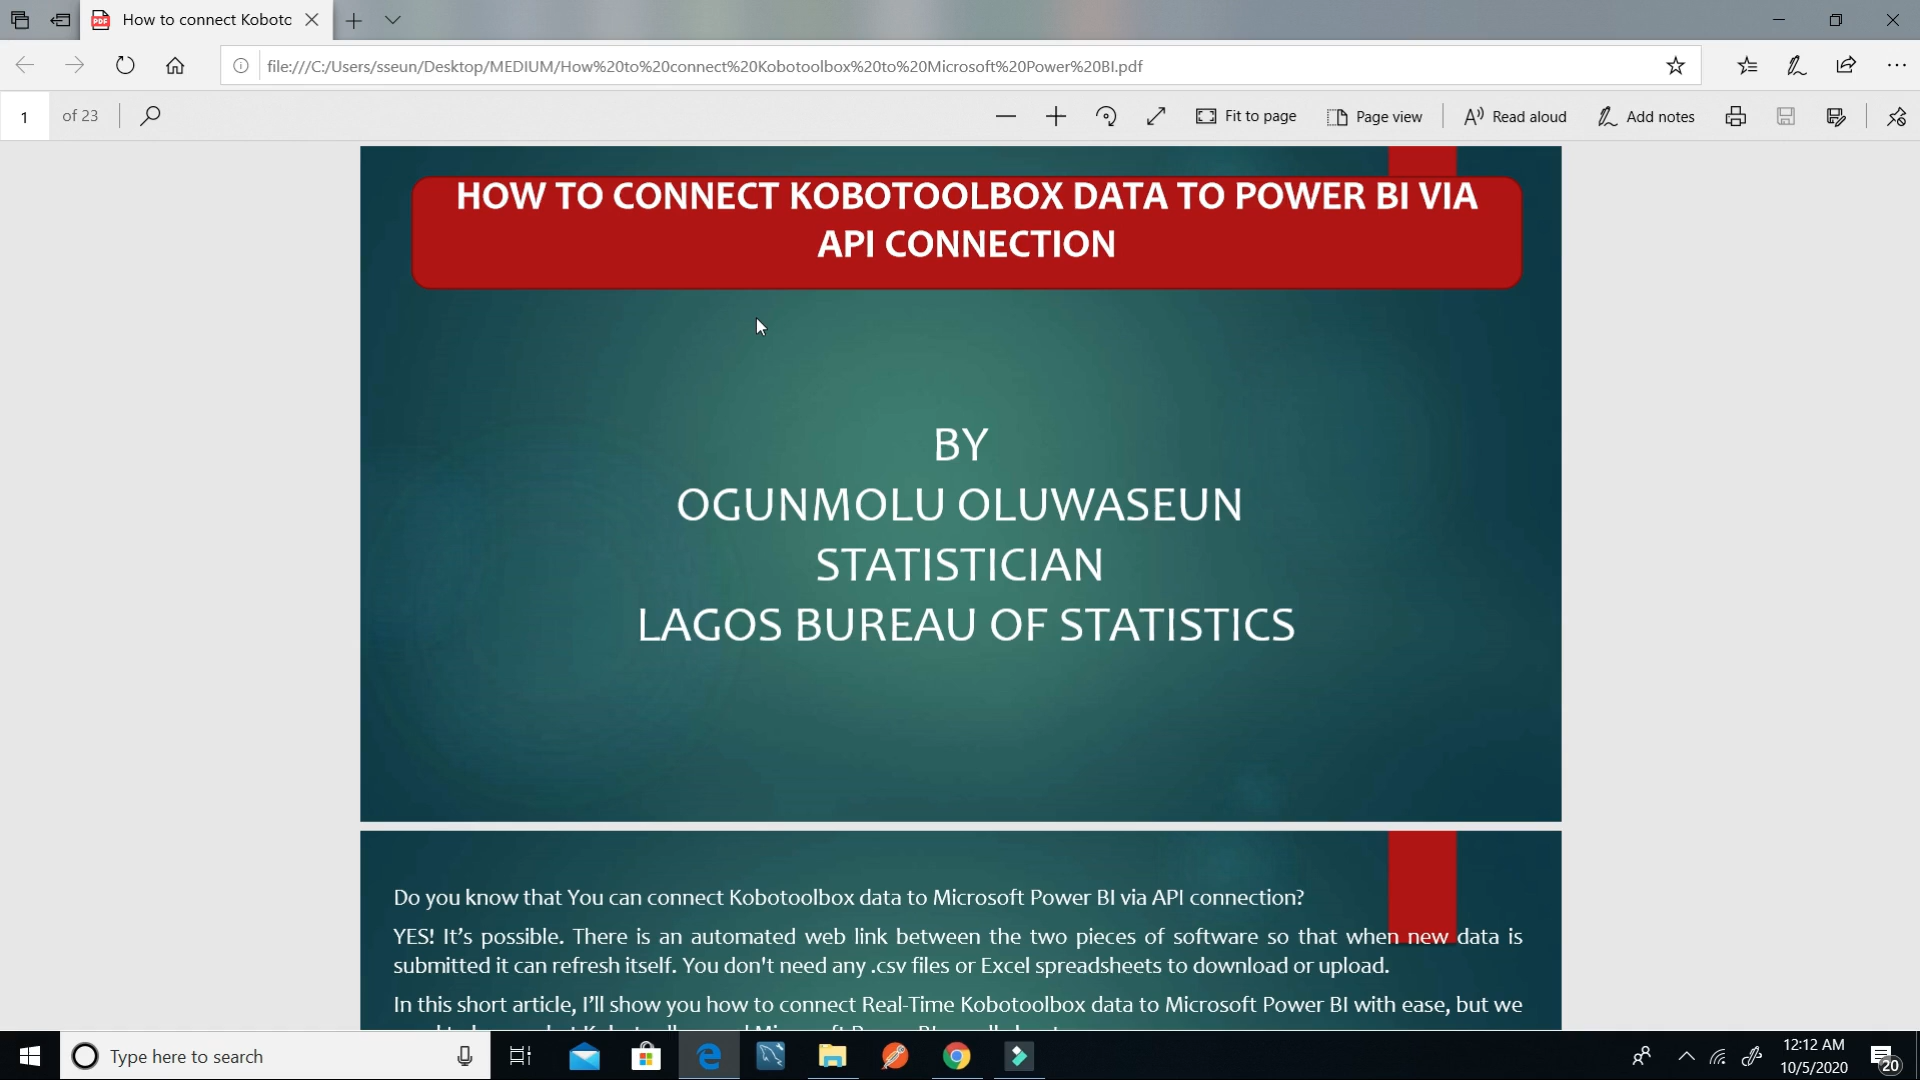 How to connect Kobotc
file:///C:/Users/sseun/Desktop/MEDIUM/How%20to%20connect%20Kobotoolbox%20to%20Microsoft%20Power%20BI.pdf
1 of 23 Fit to page Page view Read aloud Add notes
HOW TO CONNECT KOBOTOOLBOX DATA TO POWER BI VIA
API CONNECTION
BY
OGUNMOLU OLUWASEUN
STATISTICIAN
LAGOS BUREAU OF STATISTICS
Do you know that You can connect Kobotoolbox data to Microsoft Power BI via API connection?
YES! It's possible. There is an automated web link between the two pieces of software so that when new data is
submitted it can refresh itself. You don't need any .csv files or Excel spreadsheets to download or upload.
In this short article, I'll show you how to connect Real-Time Kobotoolbox data to Microsoft Power BI with ease, but we
Type here to search
12:12 AM
10/5/2020
20